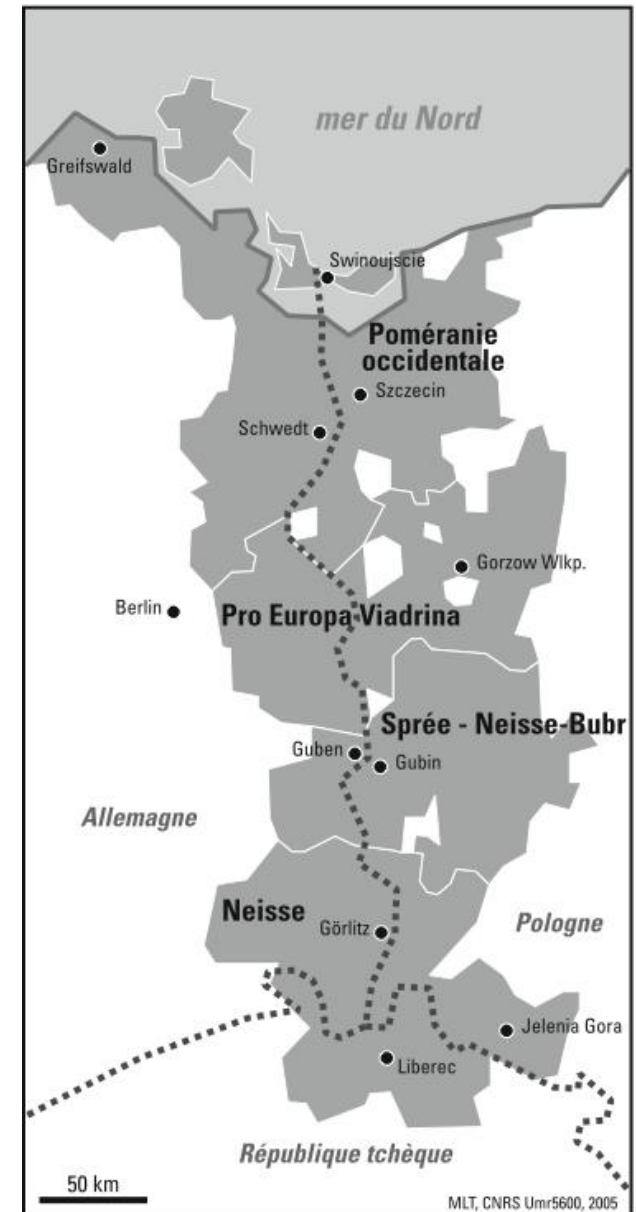 mer du Nord
Greifswald
Swinoujscie
Poméranie
occidentale
Szczecin
Schwedt
Gorzow Wlkp.
Berlin
Pro Europa Viadrina
Sprée - Neisse-Bubr
Guben
Gubin
Allemagne
Neisse
Görlitz
Pologne
Jelenia Gora
Liberec
République tchèque
50 km
MLT, CNRS Umr5600, 2005